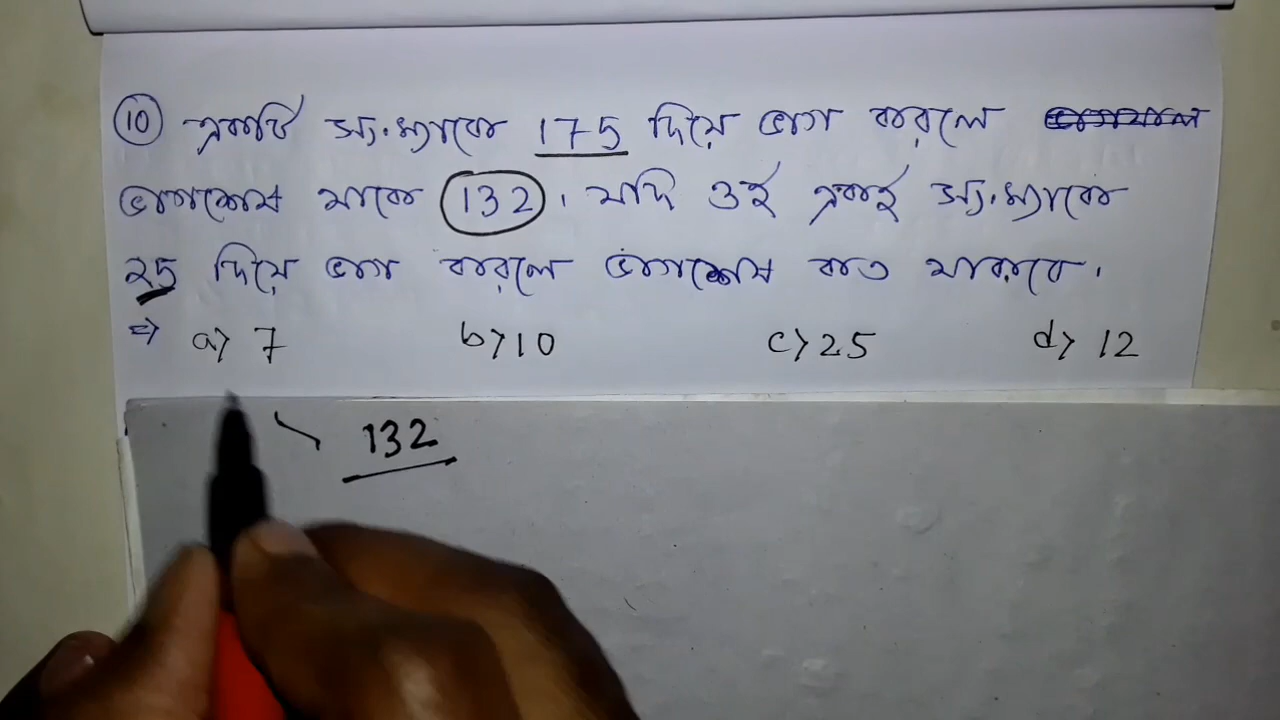 10 একটি সংখ্যাকে 175 দিয়ে ভাগ করলে
ভাগশেষ থাকে 132. যদি ওই একই সংখ্যাকে
25 দিয়ে ভাগ করলে ভাগশেষ কত থাকবে.
=> a> 7 b> 10 c> 25 d> 12
132